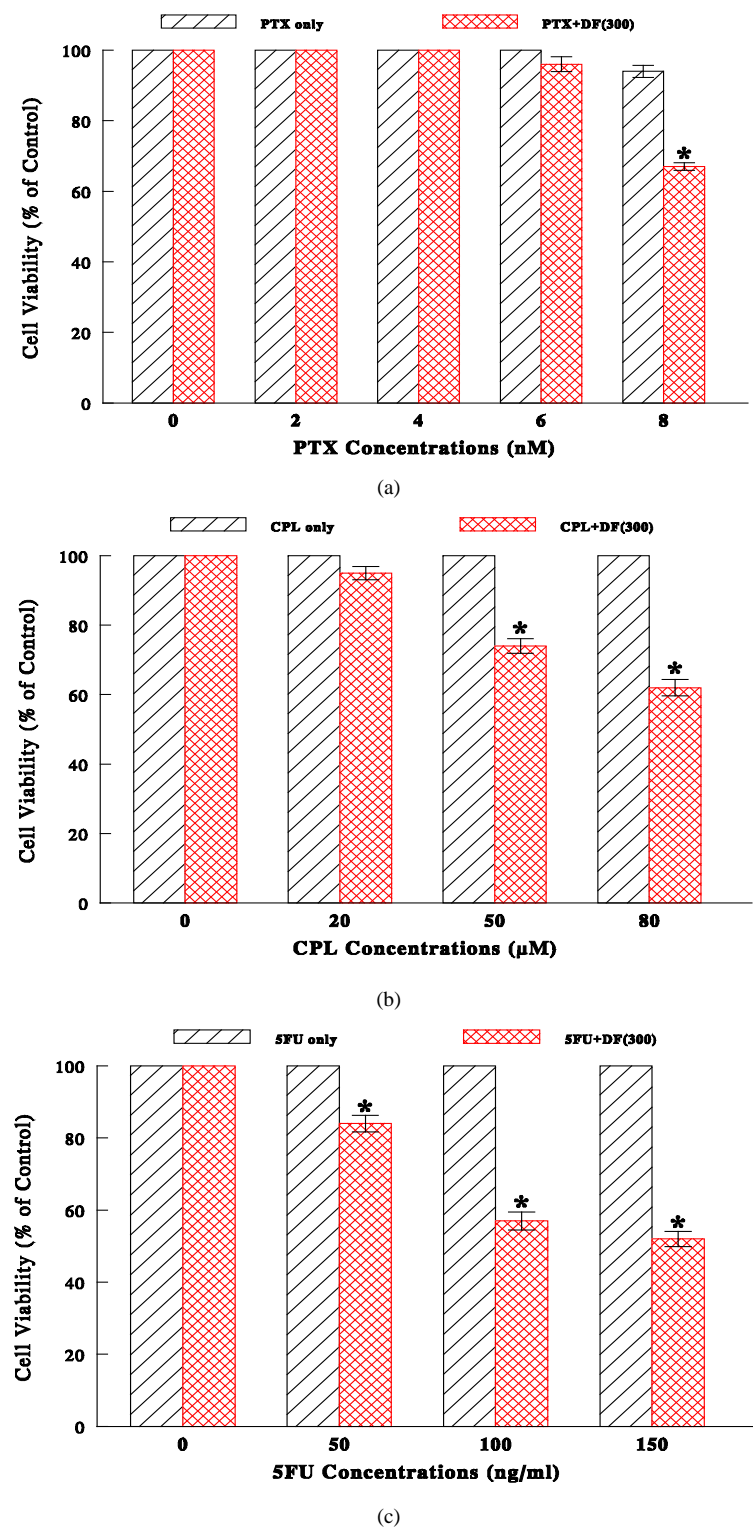 PTX only PTX+DF(300)
100
80
60
40
20
0
Cell Viability (% of Control)
*
0 2 4 6 8
PTX Concentrations (nM)
(a)
CPL only CPL+DF(300)
100
80
60
40
20
0
Cell Viability (% of Control)
*
*
0 20 50 80
CPL Concentrations (µM)
(b)
5FU only 5FU+DF(300)
100
80
60
40
20
0
Cell Viability (% of Control)
*
*
*
0 50 100 150
5FU Concentrations (ng/ml)
(c)